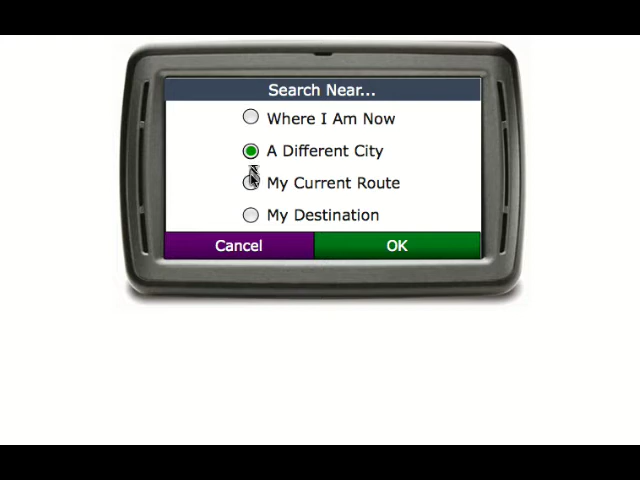 Search Near...
Where I Am Now
A Different City
My Current Route
My Destination
Cancel OK